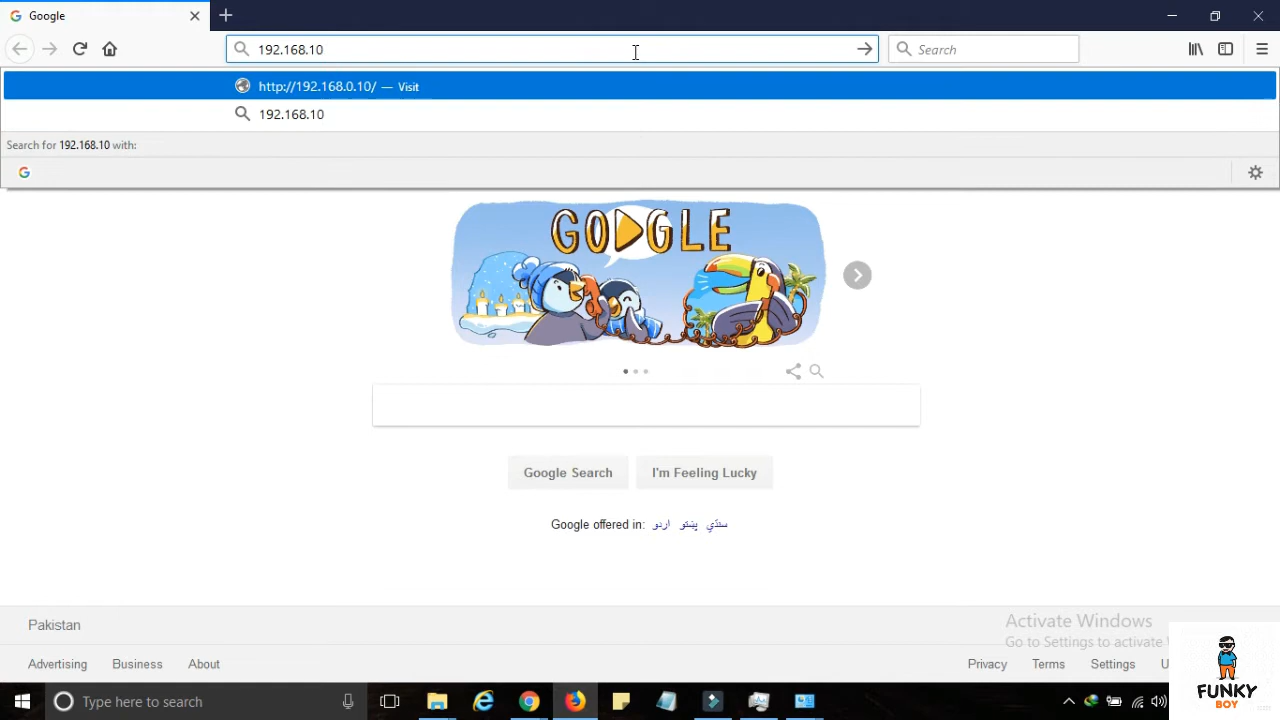 Google
192.168.10
Search
http://192.168.0.10/ — Visit
192.168.10
Search for 192.168.10 with:
GOOGLE
Google Search
I'm Feeling Lucky
Google offered in: اردو پښتو سنڌي
Pakistan
Activate Windows
Go to Settings to activate
Advertising Business About
Privacy Terms Settings
Type here to search
FUNKY
BOY